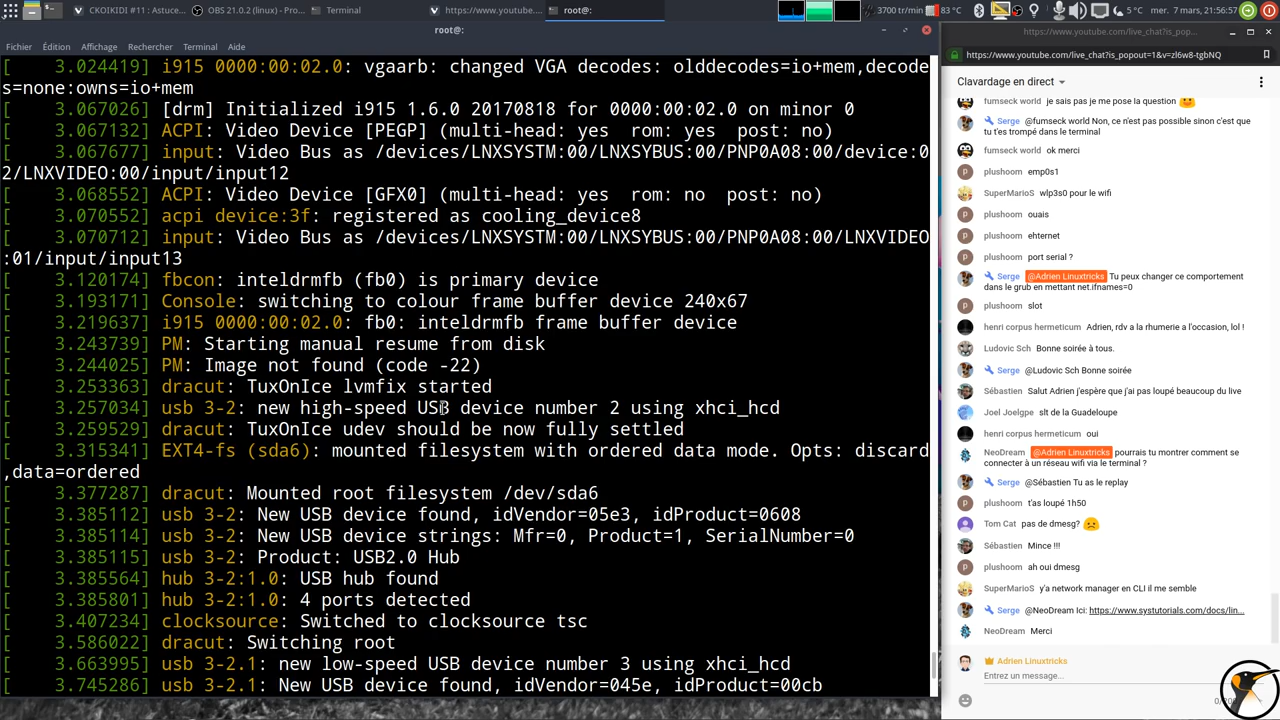 CKOIKIDI #11 : Astuce...
OBS 21.0.2 (linux) - Pro...
Terminal
https://www.youtube....
root@:
3700 tr/min
83 °C
5 °C
mer. 7 mars, 21:56:57
root@:
Fichier Édition Affichage Rechercher Terminal Aide
[    3.024419] i915 0000:00:02.0: vgaarb: changed VGA decodes: olddecodes=io+mem,decode
s=none:owns=io+mem
[    3.067026] [drm] Initialized i915 1.6.0 20170818 for 0000:00:02.0 on minor 0
[    3.067132] ACPI: Video Device [PEGP] (multi-head: yes  rom: yes  post: no)
[    3.067677] input: Video Bus as /devices/LNXSYSTM:00/LNXSYBUS:00/PNP0A08:00/device:0
2/LNXVIDEO:00/input/input12
[    3.068552] ACPI: Video Device [GFX0] (multi-head: yes  rom: no  post: no)
[    3.070552] acpi device:3f: registered as cooling_device8
[    3.070712] input: Video Bus as /devices/LNXSYSTM:00/LNXSYBUS:00/PNP0A08:00/LNXVIDEO
:01/input/input13
[    3.120174] fbcon: inteldrmfb (fb0) is primary device
[    3.193171] Console: switching to colour frame buffer device 240x67
[    3.219637] i915 0000:00:02.0: fb0: inteldrmfb frame buffer device
[    3.243739] PM: Starting manual resume from disk
[    3.244025] PM: Image not found (code -22)
[    3.253363] dracut: TuxOnIce lvmfix started
[    3.257034] usb 3-2: new high-speed USB device number 2 using xhci_hcd
[    3.259529] dracut: TuxOnIce udev should be now fully settled
[    3.315341] EXT4-fs (sda6): mounted filesystem with ordered data mode. Opts: discard
,data=ordered
[    3.377287] dracut: Mounted root filesystem /dev/sda6
[    3.385112] usb 3-2: New USB device found, idVendor=05e3, idProduct=0608
[    3.385114] usb 3-2: New USB device strings: Mfr=0, Product=1, SerialNumber=0
[    3.385115] usb 3-2: Product: USB2.0 Hub
[    3.385564] hub 3-2:1.0: USB hub found
[    3.385801] hub 3-2:1.0: 4 ports detected
[    3.407234] clocksource: Switched to clocksource tsc
[    3.586022] dracut: Switching root
[    3.663995] usb 3-2.1: new low-speed USB device number 3 using xhci_hcd
[    3.745286] usb 3-2.1: New USB device found, idVendor=045e, idProduct=00cb
https://www.youtube.com/live_chat?is_pop...
https://www.youtube.com/live_chat?is_popout=1&v=zl6w8-tgbNQ
Clavardage en direct
fumseck world je sais pas je me pose la question
Serge @fumseck world Non, ce n'est pas possible sinon c'est que
tu t'es trompé dans le terminal
fumseck world ok merci
plushoom emp0s1
SuperMarioS wlp3s0 pour le wifi
plushoom ouais
plushoom ehternet
plushoom port serial ?
Serge @Adrien Linuxtricks Tu peux changer ce comportement
dans le grub en mettant net.ifnames=0
plushoom slot
henri corpus hermeticum Adrien, rdv a la rhumerie a l'occasion, lol !
Ludovic Sch Bonne soirée à tous.
Serge @Ludovic Sch Bonne soirée
Sébastien Salut Adrien j'espère que j'ai pas loupé beaucoup du live
Joel Joelgpe slt de la Guadeloupe
henri corpus hermeticum oui
NeoDream @Adrien Linuxtricks pourrais tu montrer comment se
connecter à un réseau wifi via le terminal ?
Serge @Sébastien Tu as le replay
plushoom t'as loupé 1h50
Tom Cat pas de dmesg?
Sébastien Mince !!!
plushoom ah oui dmesg
SuperMarioS y'a network manager en CLI il me semble
Serge @NeoDream Ici: https://www.systutorials.com/docs/lin...
NeoDream Merci
Adrien Linuxtricks
Entrez un message...